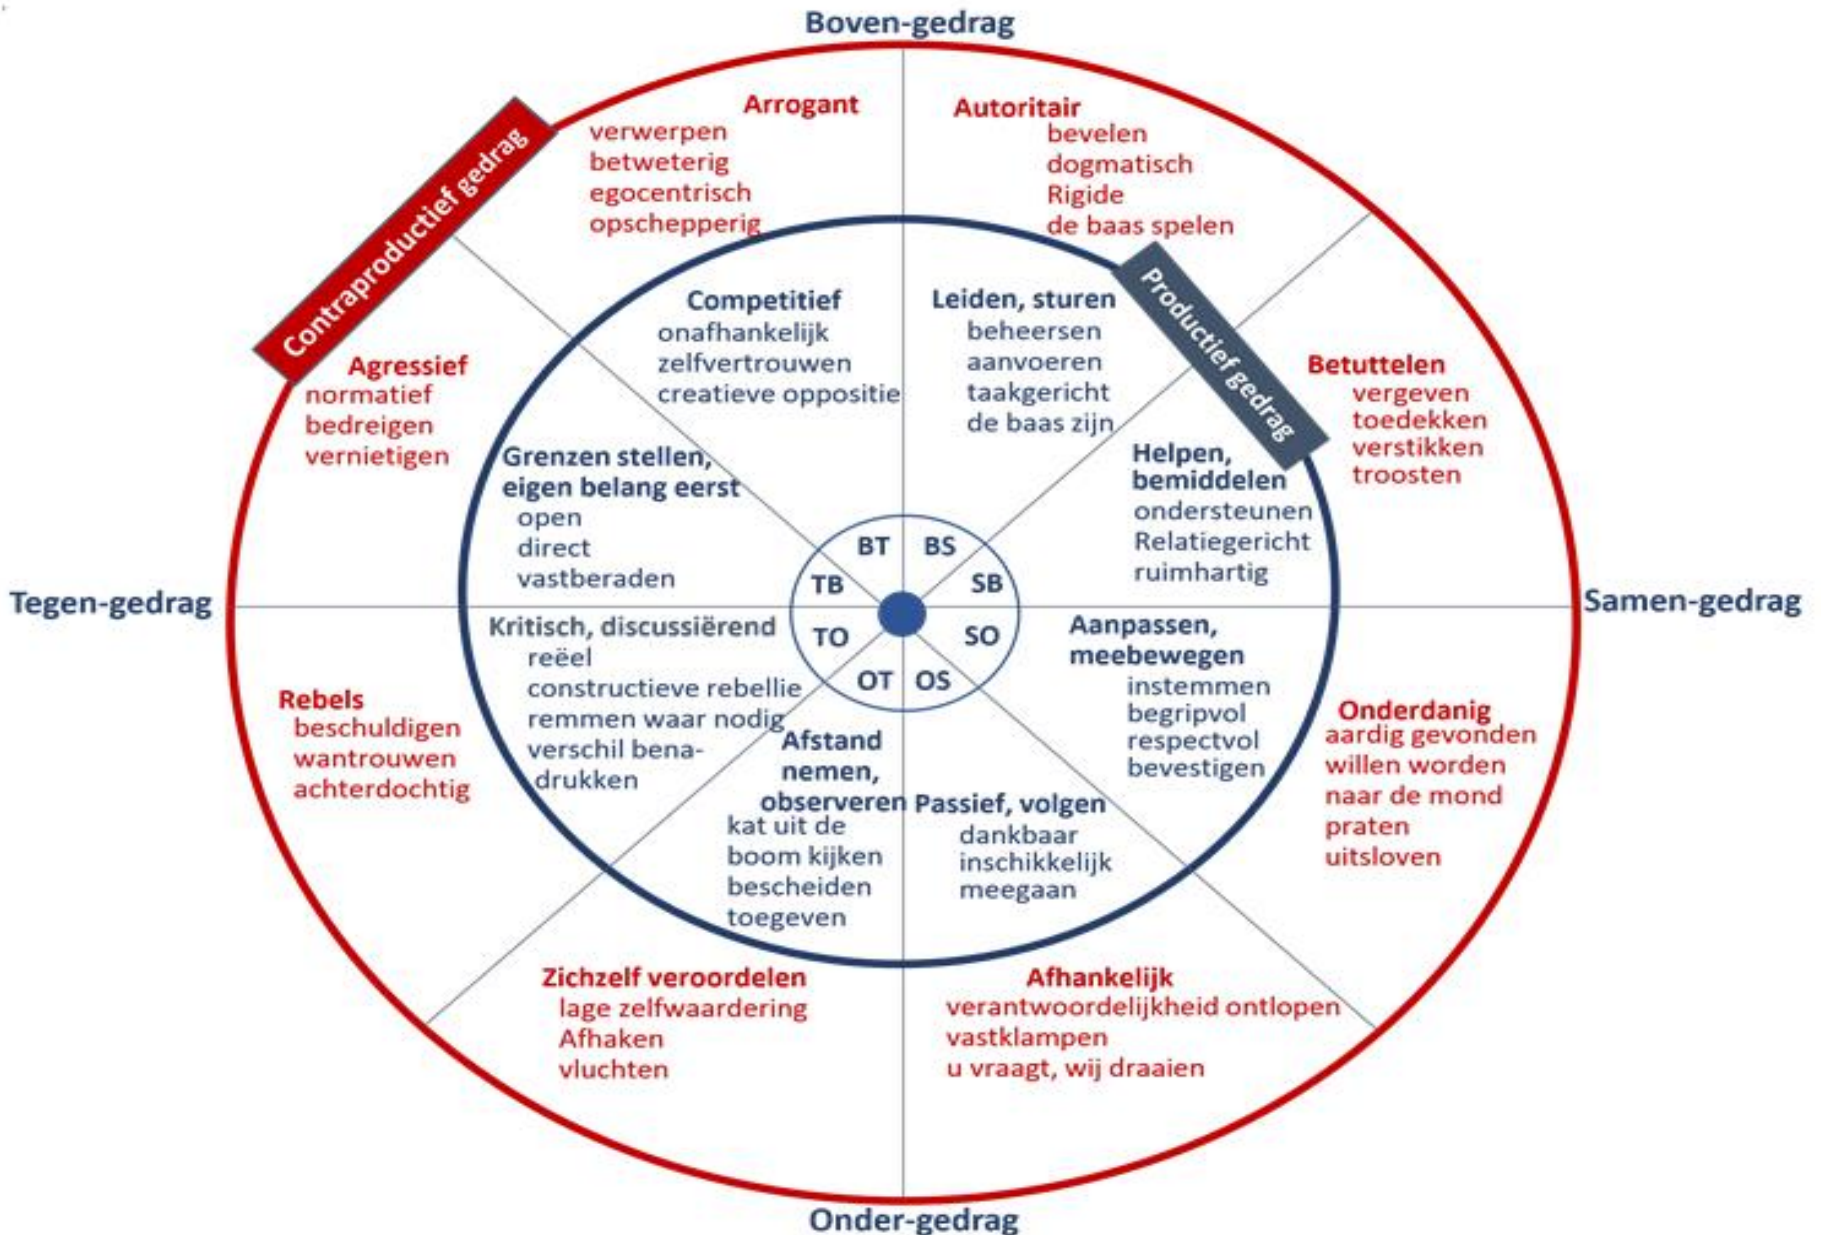 Boven-gedrag
Arrogant
verwerpen
betweterig
egocentrisch
opschepperig
Autoritair
bevelen
dogmatisch
Rigide
de baas spelen
Contraproductief gedrag
Productief gedrag
Competitief
onafhankelijk
zelfvertrouwen
creatieve oppositie
Leiden, sturen
beheersen
aanvoeren
taakgericht
de baas zijn
Agressief
normatief
bedreigen
vernietigen
Grenzen stellen,
eigen belang eerst
open
direct
vastberaden
Helpen,
bemiddelen
ondersteunen
Relatiegericht
ruimhartig
Betuttelen
vergeven
toedekken
verstikken
troosten
BT
BS
TB
SB
TO
SO
OT
OS
Tegen-gedrag
Samen-gedrag
Kritisch, discussiërend
reëel
constructieve rebellie
remmen waar nodig
verschil bena-
drukken
Aanpassen,
meebewegen
instemmen
begripvol
respectvol
bevestigen
Rebels
beschuldigen
wantrouwen
achterdochtig
Afstand
nemen,
observeren
kat uit de
boom kijken
bescheiden
toegeven
Passief, volgen
dankbaar
inschikkelijk
meegaan
Onderdanig
aardig gevonden
willen worden
naar de mond
praten
uitsloven
Zichzelf veroordelen
lage zelfwaardering
Afhaken
vluchten
Afhankelijk
verantwoordelijkheid ontlopen
vastklampen
u vraagt, wij draaien
Onder-gedrag